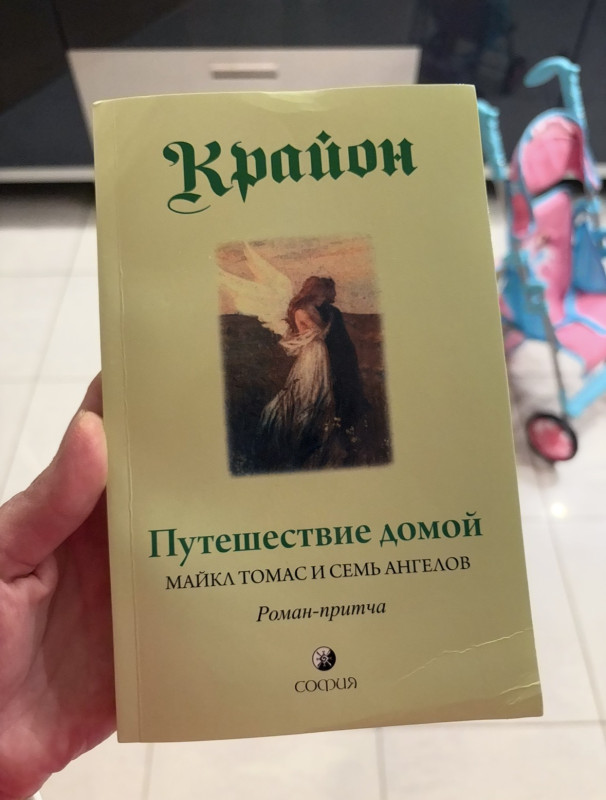 Крайон
Путешествие домой
МАЙКЛ ТОМАС И СЕМЬ АНГЕЛОВ
Роман-притча
СОФИЯ